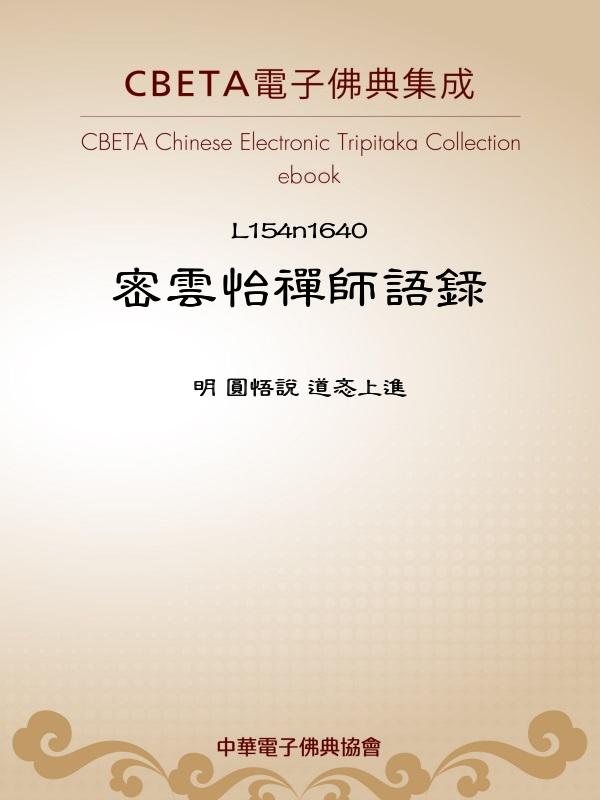 CBETA電子佛典集成
CBETA Chinese Electronic Tripitaka Collection
ebook
L154n1640
密雲怡禪師語錄
明 圓悟說 道忞上進
中華電子佛典協會